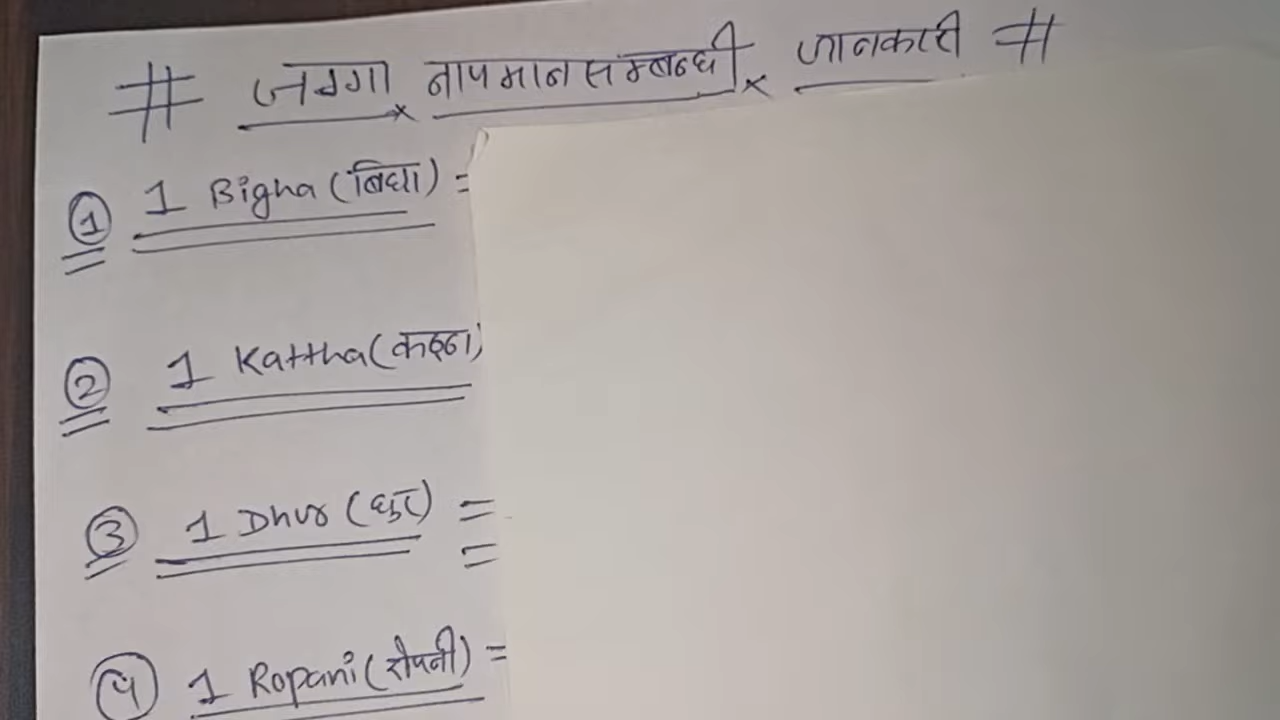 # जग्गा नापमान सम्बन्धी जानकारी #
① 1 Bigha (बिघा) =
② 1 Kattha (कठ्ठा)
③ 1 Dhur (धुर) = =
④ 1 Ropani (रोपनी) =